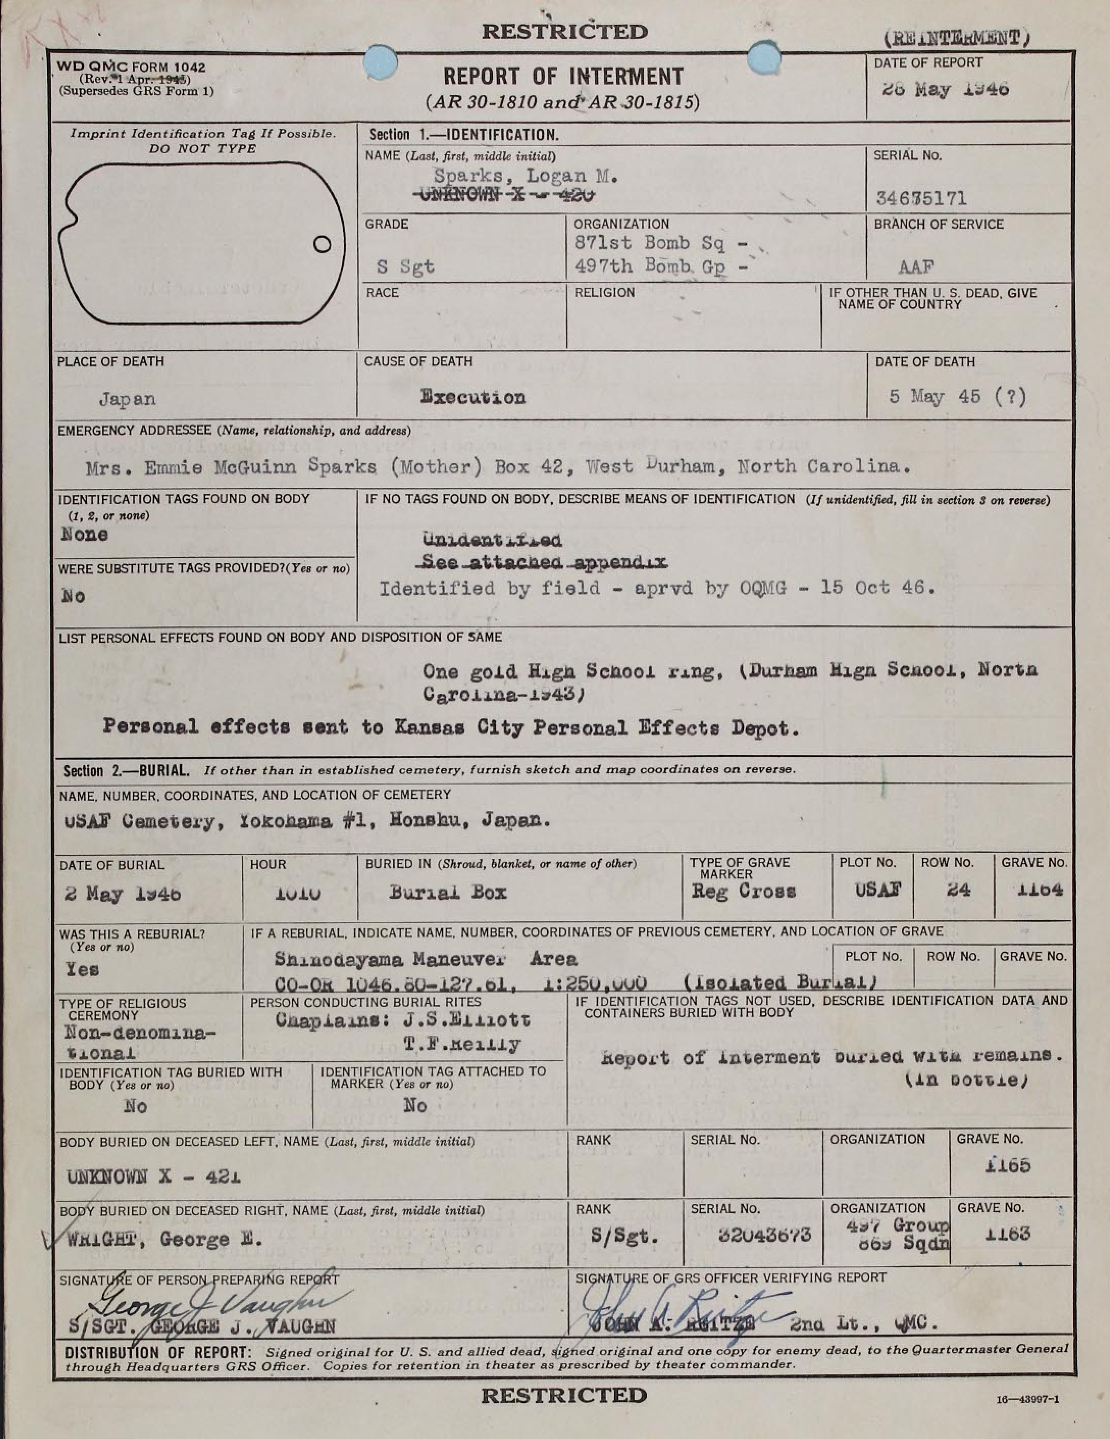 RESTRICTED
(REINTERMENT)
WD QMC FORM 1042
(Rev. 1 Apr. 1945)
(Supersedes GRS Form 1)
REPORT OF INTERMENT
(AR 30-1810 and AR 30-1815)
DATE OF REPORT
28 May 1946
Imprint Identification Tag If Possible.
DO NOT TYPE
Section 1.—IDENTIFICATION.
NAME (Last, first, middle initial)
Sparks, Logan M.
UNKNOWN X - 420
SERIAL No.
34675171
GRADE
S Sgt
ORGANIZATION
871st Bomb Sq -
497th Bomb Gp -
BRANCH OF SERVICE
AAF
RACE
RELIGION
IF OTHER THAN U. S. DEAD, GIVE
NAME OF COUNTRY
PLACE OF DEATH
Japan
CAUSE OF DEATH
Execution
DATE OF DEATH
5 May 45 (?)
EMERGENCY ADDRESSEE (Name, relationship, and address)
Mrs. Emmie McGuinn Sparks (Mother) Box 42, West Durham, North Carolina.
IDENTIFICATION TAGS FOUND ON BODY
(1, 2, or none)
None
WERE SUBSTITUTE TAGS PROVIDED?(Yes or no)
No
IF NO TAGS FOUND ON BODY, DESCRIBE MEANS OF IDENTIFICATION (If unidentified, fill in section 3 on reverse)
Unidentified
See attached appendix
Identified by field - aprvd by OQMG - 15 Oct 46.
LIST PERSONAL EFFECTS FOUND ON BODY AND DISPOSITION OF SAME
One gold High School ring, (Durham High School, North
Carolina-1943)
Personal effects sent to Kansas City Personal Effects Depot.
Section 2.—BURIAL. If other than in established cemetery, furnish sketch and map coordinates on reverse.
NAME, NUMBER, COORDINATES, AND LOCATION OF CEMETERY
USAF Cemetery, Yokohama #1, Honshu, Japan.
DATE OF BURIAL
2 May 1946
HOUR
1010
BURIED IN (Shroud, blanket, or name of other)
Burial Box
TYPE OF GRAVE
MARKER
Reg Cross
PLOT No.
USAF
ROW No.
24
GRAVE No.
1164
WAS THIS A REBURIAL?
(Yes or no)
Yes
IF A REBURIAL, INDICATE NAME, NUMBER, COORDINATES OF PREVIOUS CEMETERY, AND LOCATION OF GRAVE
Shinodayama Maneuver Area
CO-OR 1046.80-127.61, 1:250,000 (Isolated Burial)
PLOT No.
ROW No.
GRAVE No.
TYPE OF RELIGIOUS
CEREMONY
Non-denomina-
tional
PERSON CONDUCTING BURIAL RITES
Chaplains: J.S.Elliott
T.F.Reilly
IF IDENTIFICATION TAGS NOT USED, DESCRIBE IDENTIFICATION DATA AND
CONTAINERS BURIED WITH BODY
Report of interment buried with remains.
(in bottle)
IDENTIFICATION TAG BURIED WITH
BODY (Yes or no)
No
IDENTIFICATION TAG ATTACHED TO
MARKER (Yes or no)
No
BODY BURIED ON DECEASED LEFT, NAME (Last, first, middle initial)
UNKNOWN X - 421
RANK
SERIAL No.
ORGANIZATION
GRAVE No.
1165
BODY BURIED ON DECEASED RIGHT, NAME (Last, first, middle initial)
WRIGHT, George E.
RANK
S/Sgt.
SERIAL No.
32043673
ORGANIZATION
497 Group
869 Sqdn
GRAVE No.
1163
SIGNATURE OF PERSON PREPARING REPORT
George J Vaughn
S/SGT. GEORGE J. VAUGHN
SIGNATURE OF GRS OFFICER VERIFYING REPORT
John A Reitze
JOHN A. REITZE 2nd Lt., QMC.
DISTRIBUTION OF REPORT: Signed original for U. S. and allied dead, signed original and one copy for enemy dead, to the Quartermaster General
through Headquarters GRS Officer. Copies for retention in theater as prescribed by theater commander.
RESTRICTED
16—43997-1